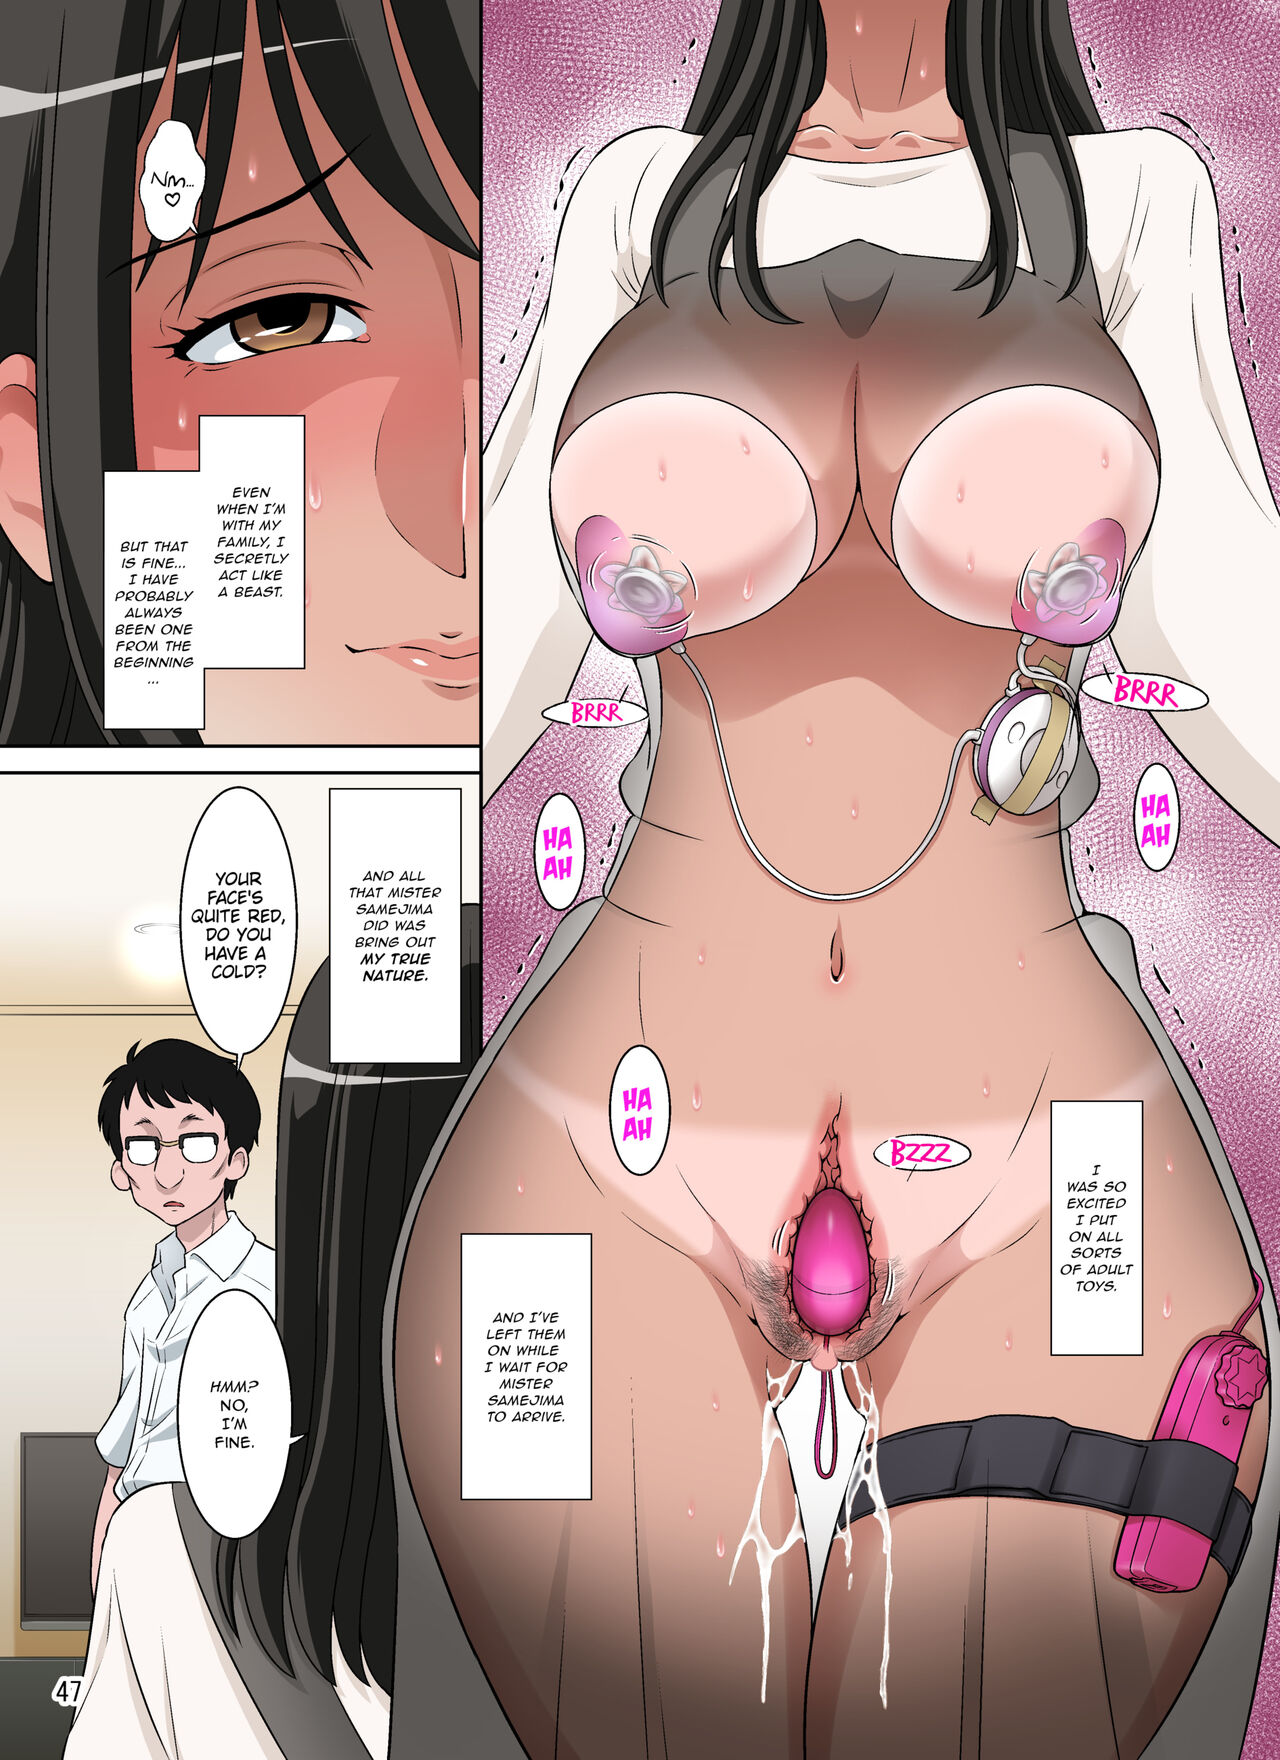 NM...♡
EVEN
WHEN I'M
WITH MY
FAMILY, I
SECRETLY
ACT LIKE
A BEAST.
BUT THAT
IS FINE...
I HAVE
PROBABLY
ALWAYS
BEEN ONE
FROM THE
BEGINNING
...
BRRR
BRRR
HA
AH
HA
AH
AND ALL
THAT MISTER
SAMEJIMA
DID WAS
BRING OUT
MY TRUE
NATURE.
YOUR
FACE'S
QUITE RED,
DO YOU
HAVE A
COLD?
HMM?
NO,
I'M
FINE.
HA
AH
BZZZ
I
WAS SO
EXCITED
I PUT
ON ALL
SORTS
OF ADULT
TOYS.
AND I'VE
LEFT THEM
ON WHILE
I WAIT FOR
MISTER
SAMEJIMA
TO ARRIVE.
47